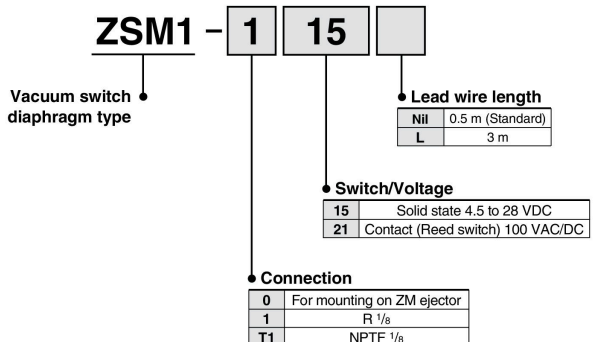 ZSM1 - 1 15
Vacuum switch
diaphragm type
Lead wire length
Nil 0.5 m (Standard)
L 3 m
Switch/Voltage
15 Solid state 4.5 to 28 VDC
21 Contact (Reed switch) 100 VAC/DC
Connection
0 For mounting on ZM ejector
1 R 1/8
T1 NPTF 1/8